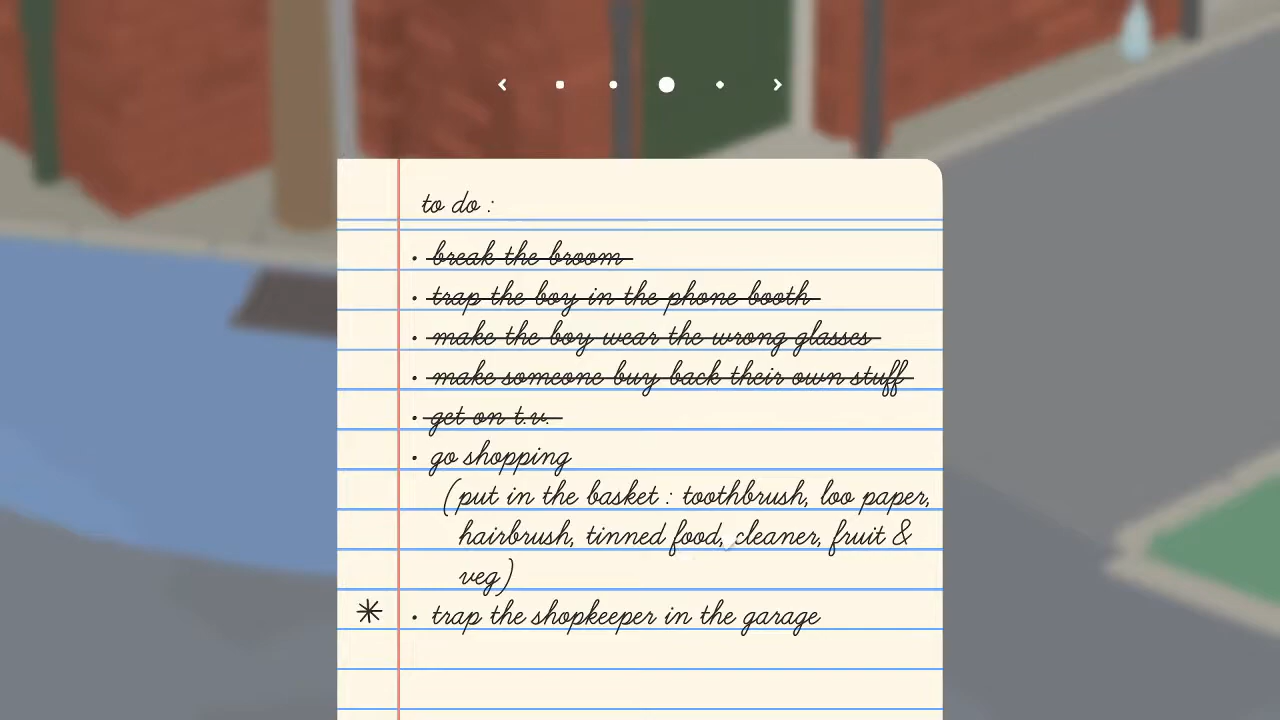 to do :
• break the broom
• trap the boy in the phone booth
• make the boy wear the wrong glasses
• make someone buy back their own stuff
• get on t.v.
• go shopping
(put in the basket : toothbrush, loo paper,
hairbrush, tinned food, cleaner, fruit &
veg)
* • trap the shopkeeper in the garage